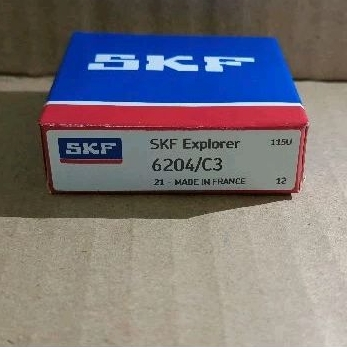 SKF
SKF
SKF Explorer
115U
6204/C3
21 - MADE IN FRANCE
12